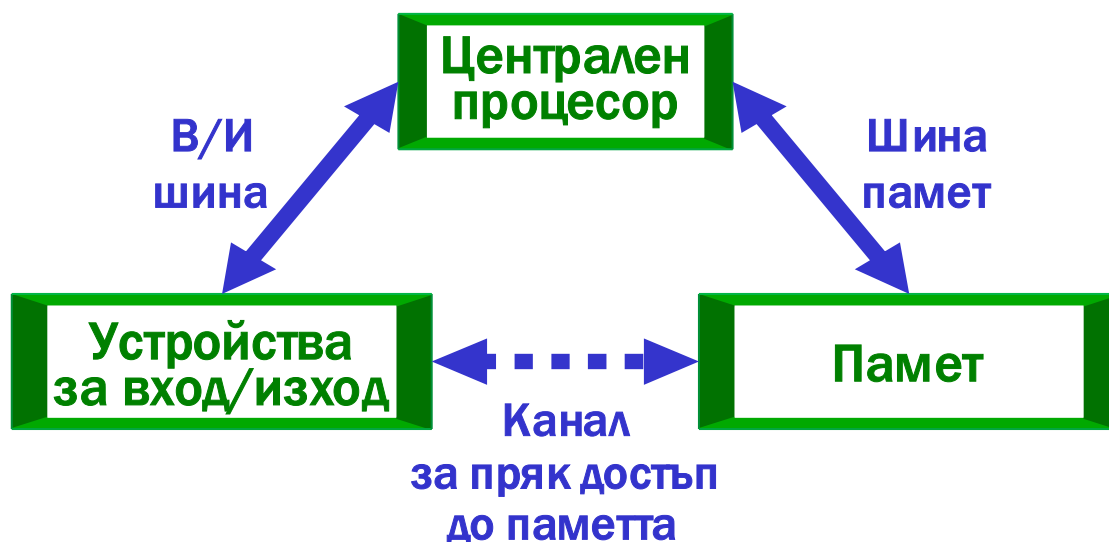 Централен
процесор
В/И
шина
Шина
памет
Устройства
за вход/изход
Памет
Канал
за пряк достъп
до паметта